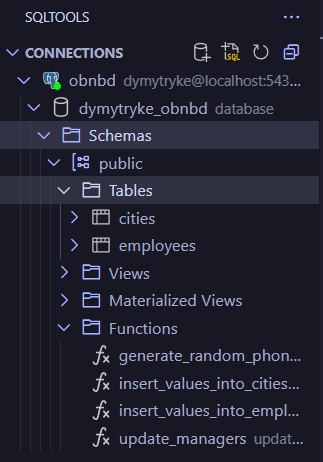 SQLTOOLS
CONNECTIONS
SQL
obnbd dymytryke@localhost:543...
dymytryke_obnbd database
Schemas
public
Tables
cities
employees
Views
Materialized Views
Functions
generate_random_phon...
insert_values_into_cities...
insert_values_into_empl...
update_managers updat...